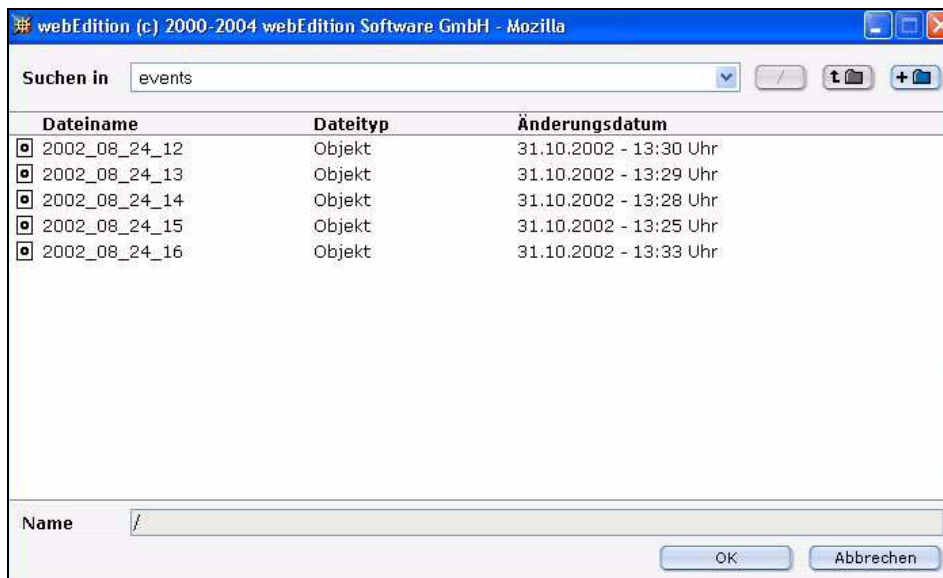 webEdition (c) 2000-2004 webEdition Software GmbH - Mozilla
Suchen in events /
Dateiname Dateityp Änderungsdatum
2002_08_24_12 Objekt 31.10.2002 - 13:30 Uhr
2002_08_24_13 Objekt 31.10.2002 - 13:29 Uhr
2002_08_24_14 Objekt 31.10.2002 - 13:28 Uhr
2002_08_24_15 Objekt 31.10.2002 - 13:25 Uhr
2002_08_24_16 Objekt 31.10.2002 - 13:33 Uhr
Name /
OK Abbrechen